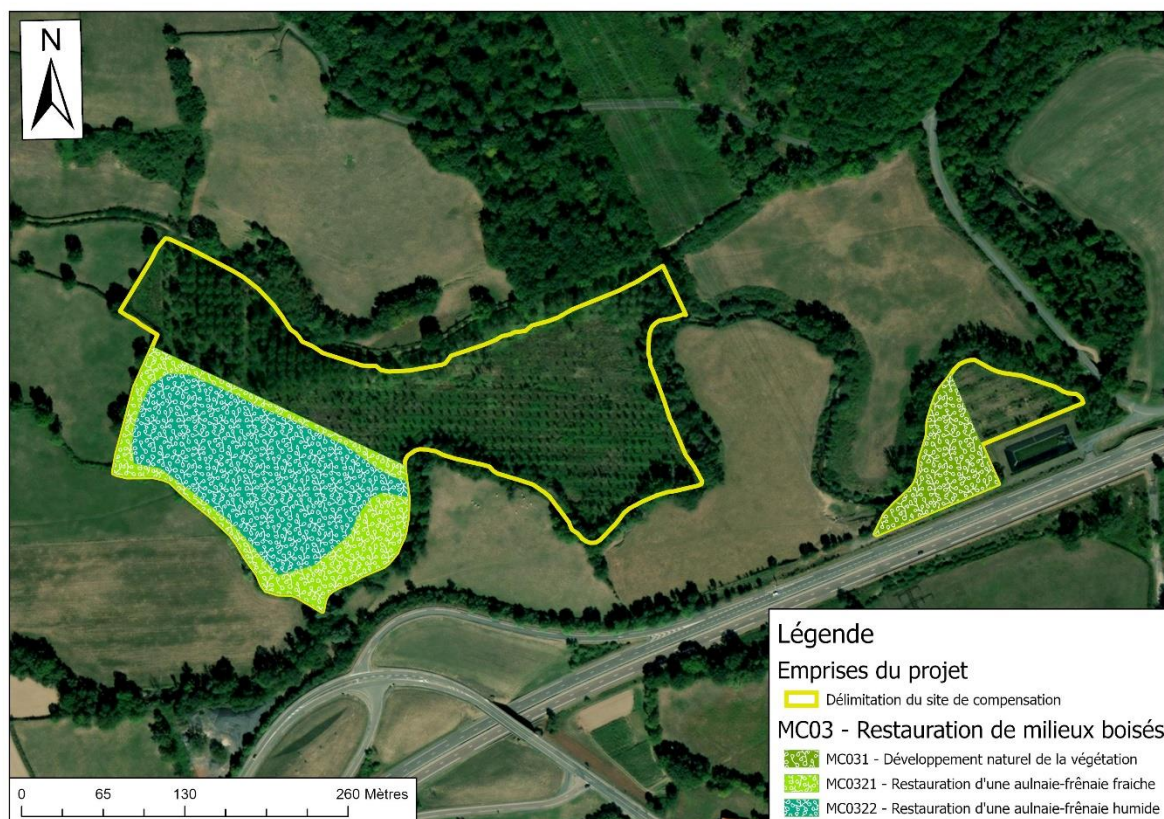 N
Légende
Emprises du projet
Délimitation du site de compensation
MC03 - Restauration de milieux boisés
MC031 - Développement naturel de la végétation
MC0321 - Restauration d'une aulnaie-frênaie fraiche
MC0322 - Restauration d'une aulnaie-frênaie humide
0 65 130 260 Mètres